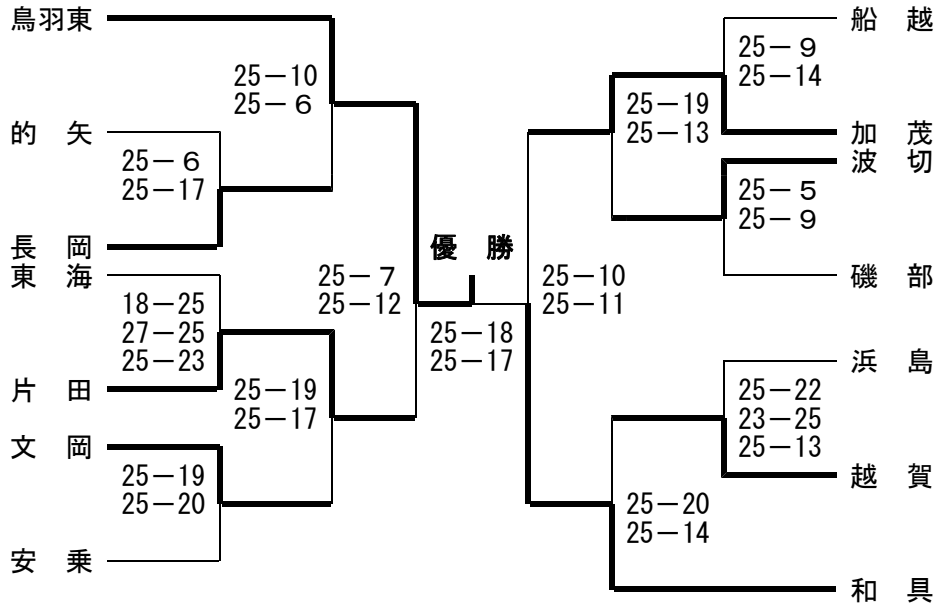 鳥羽東
25－10
25－６
的　矢
25－６
25－17
長　岡
東　海
18－25
27－25
25－23
片　田
25－19
25－17
文　岡
25－19
25－20
安　乗
25－７
25－12
優　勝
25－18
25－17
25－10
25－11
船　越
25－９
25－14
25－19
25－13
加　茂
波　切
25－５
25－９
磯　部
浜　島
25－22
23－25
25－13
越　賀
25－20
25－14
和　具